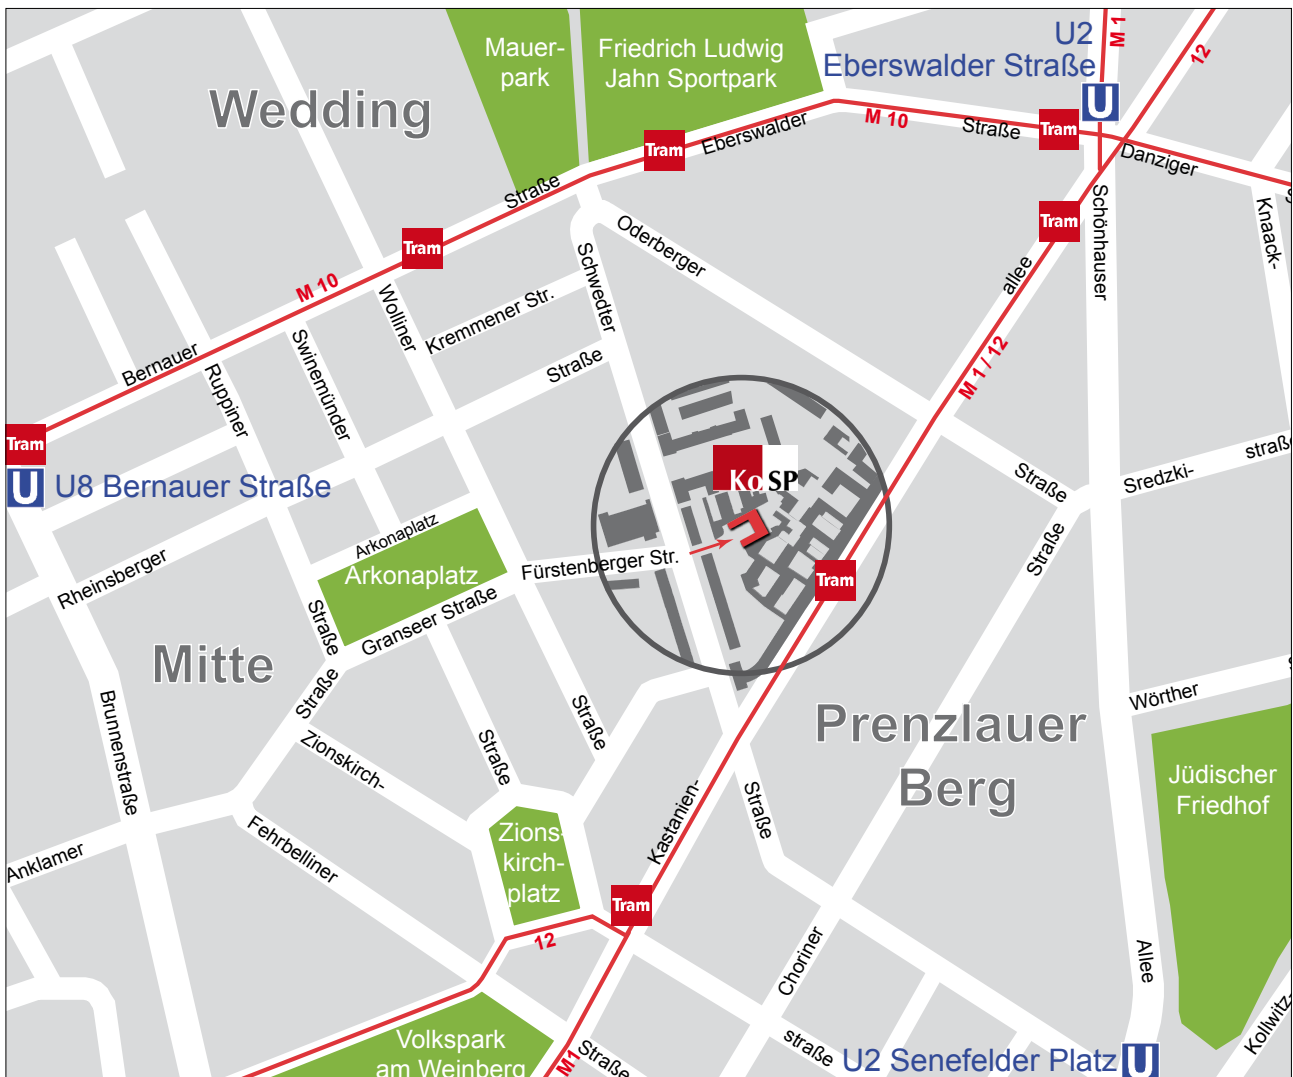 U2
Eberswalder Straße
M 1
12
Mauer-
park
Friedrich Ludwig
Jahn Sportpark
Wedding
U
M 10
Straße
Tram
Eberswalder
Tram
Danziger
Straße
Schönhauser
Knaack-
Tram
Oderberger
Tram
allee
M 10
Schwedter
Wolliner
Kremmener Str.
Swinemünder
Bernauer
Ruppiner
Straße
M 1 / 12
Tram
U
U8 Bernauer Straße
KoSP
Straße
Sredzki-
straße
Arkonaplatz
Arkonaplatz
Rheinsberger
Fürstenberger Str.
Straße
Tram
Straße
Granseer Straße
Mitte
Straße
Wörther
Brunnenstraße
Zionskirch-
Straße
Straße
Prenzlauer
Berg
Jüdischer
Friedhof
Straße
Kastanien-
Anklamer
Fehrbelliner
Zions-
kirch-
platz
Tram
12
Choriner
Allee
Kollwitz-
Volkspark
am Weinberg
M1
Straße
straße
U2 Senefelder Platz
U